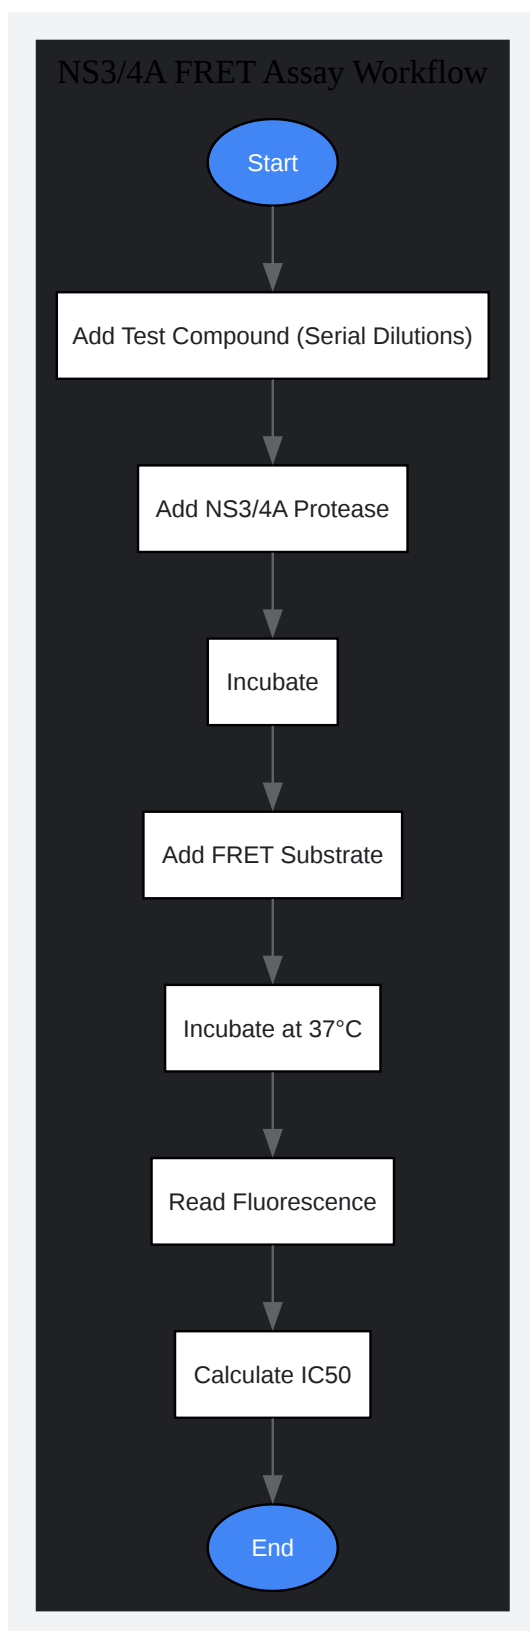 NS3/4A FRET Assay Workflow
Start
Add Test Compound (Serial Dilutions)
Add NS3/4A Protease
Incubate
Add FRET Substrate
Incubate at 37°C
Read Fluorescence
Calculate IC50
End